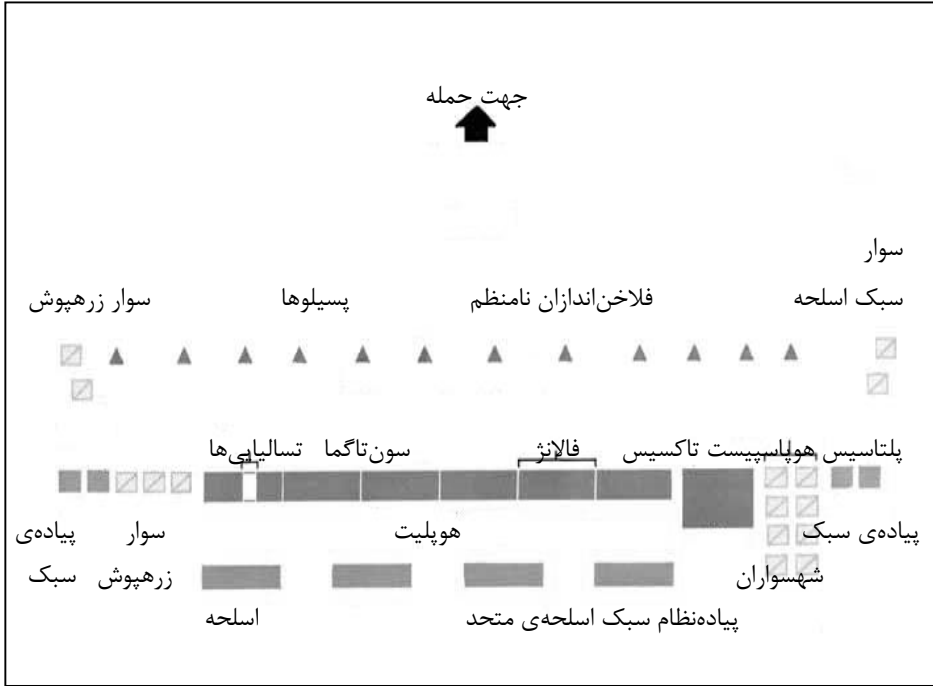 جهت حمله
سوار
سبک اسلحه فلاخن‌اندازان نامنظم پسیلوها سوار زرهپوش
پلتاسیس هوپاسپیست تاکسیس فالانژ سون‌تاگما تسالیایی‌ها
پیاده‌ی سبک هوپلیت سوار پیاده‌ی
شهسواران زرهپوش سبک
پیاده‌نظام سبک اسلحه‌ی متحد اسلحه